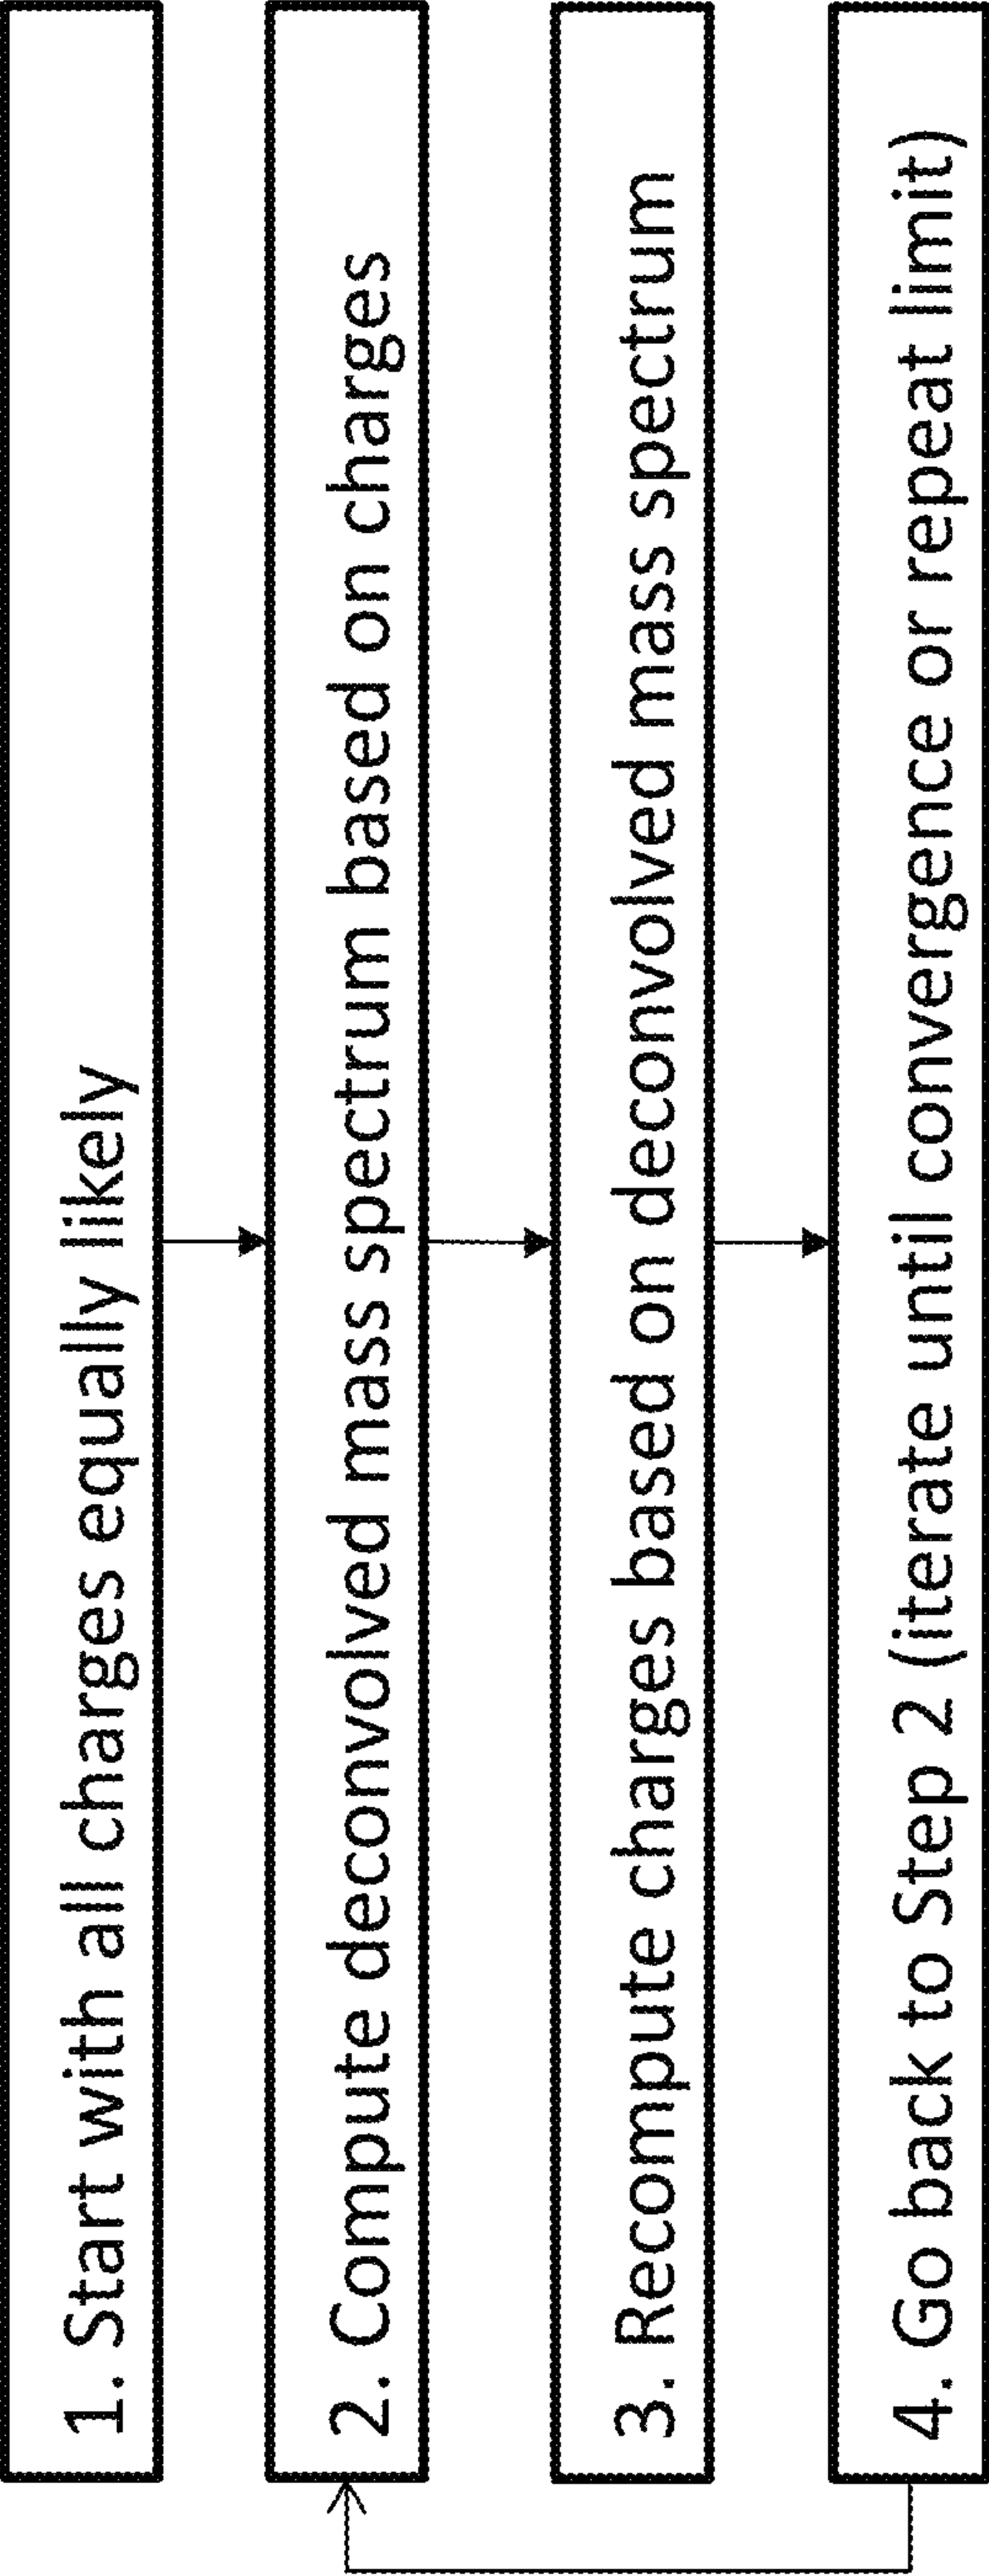 1. Start with all charges equally likely
2. Compute deconvolved mass spectrum based on charges
3. Recompute charges based on deconvolved mass spectrum
4. Go back to Step 2 (iterate until convergence or repeat limit)